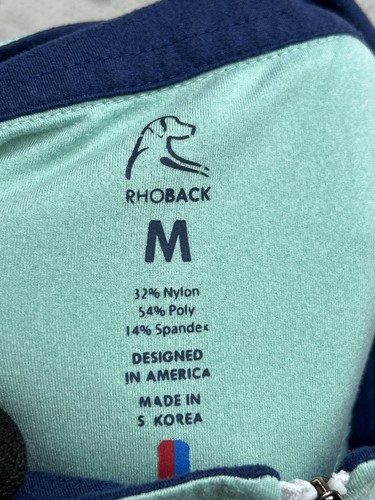 RHOBACK
M
32% Nylon
54% Poly
14% Spandex
DESIGNED
IN AMERICA
MADE IN
S KOREA